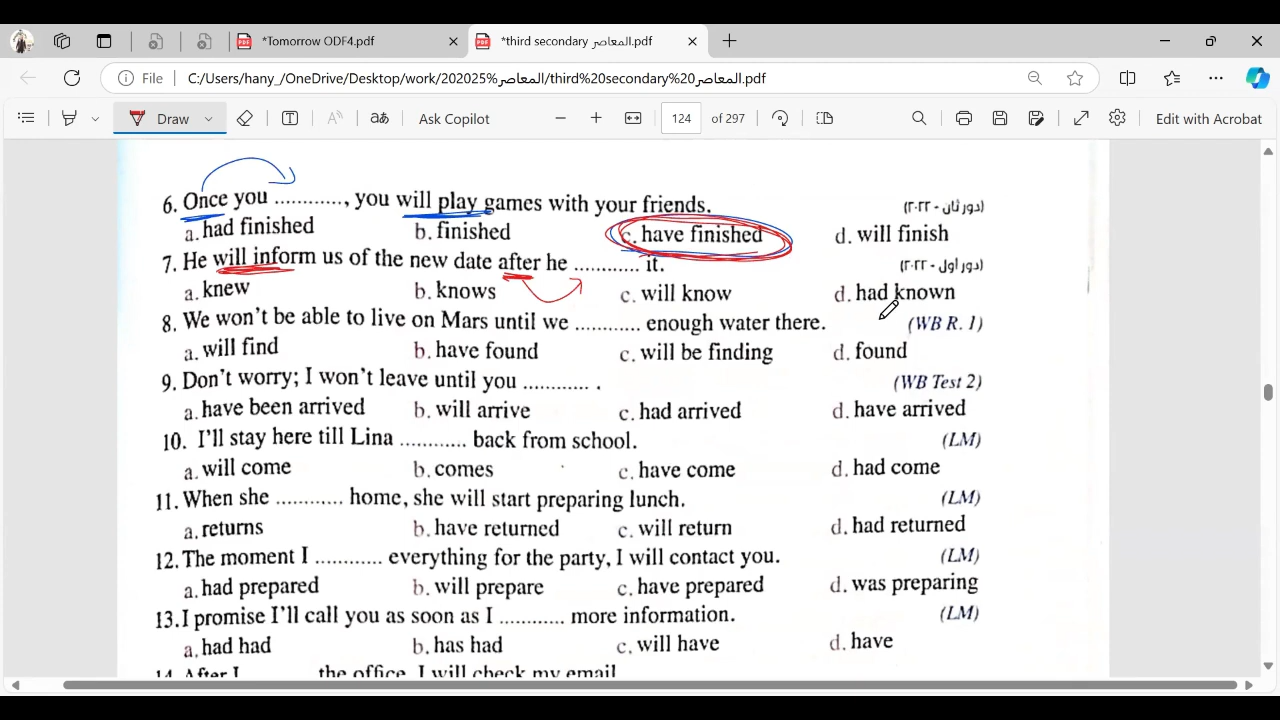 *Tomorrow ODF4.pdf
*third secondary المعاصر.pdf
File
C:/Users/hany_/OneDrive/Desktop/work/202025%المعاصر/third%20secondary%20المعاصر.pdf
Draw
Ask Copilot
124
of 297
Edit with Acrobat
6. Once you ............, you will play games with your friends. (دور ثان - ٢٠٢٢)
a. had finished b. finished c. have finished d. will finish
7. He will inform us of the new date after he ............ it. (دور أول - ٢٠٢٢)
a. knew b. knows c. will know d. had known
8. We won't be able to live on Mars until we ............ enough water there. (WB R. 1)
a. will find b. have found c. will be finding d. found
9. Don't worry; I won't leave until you ............ . (WB Test 2)
a. have been arrived b. will arrive c. had arrived d. have arrived
10. I'll stay here till Lina ............ back from school. (LM)
a. will come b. comes c. have come d. had come
11. When she ............ home, she will start preparing lunch. (LM)
a. returns b. have returned c. will return d. had returned
12. The moment I ............ everything for the party, I will contact you. (LM)
a. had prepared b. will prepare c. have prepared d. was preparing
13. I promise I'll call you as soon as I ............ more information. (LM)
a. had had b. has had c. will have d. have
14. After I the office, I will check my email